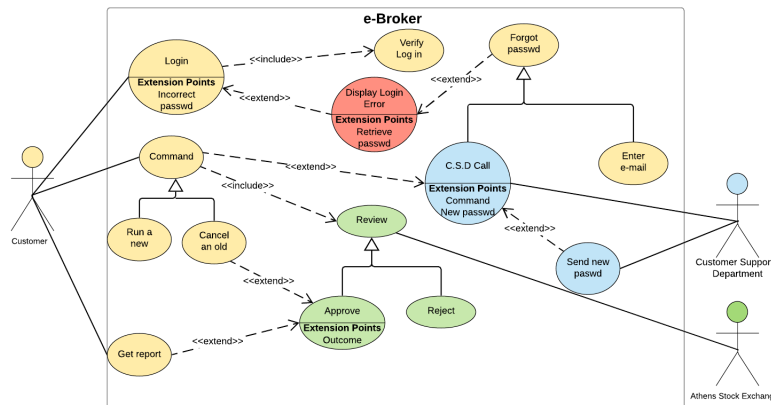 e-Broker
Login
Extension Points
Incorrect
passwd
<<include>>
Verify
Log in
Forgot
passwd
<<extend>>
<<extend>>
Display Login
Error
Extension Points
Retrieve
passwd
Command
<<extend>>
<<include>>
C.S.D Call
Extension Points
Command
New passwd
Enter
e-mail
Customer
Run a
new
Cancel
an old
Review
<<extend>>
Send new
paswd
Customer Support
Department
<<extend>>
Approve
Extension Points
Outcome
Reject
Get report
<<extend>>
Athens Stock Exchang